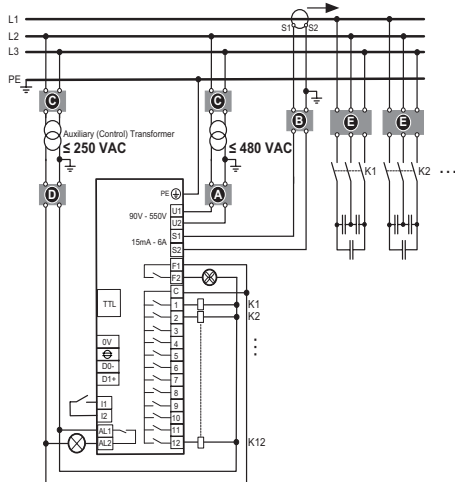 L1
S1 S2
L2
L3
PE
C
C
B
E
E
Auxiliary (Control) Transformer
≤ 250 VAC
≤ 480 VAC
K1
K2
...
D
A
PE
U1
90V - 550V
U2
S1
15mA - 6A
S2
F1
F2
C
TTL
1
K1
2
K2
3
0V
4
5
D0-
6
D1+
7
8
I1
9
I2
10
AL1
11
AL2
12
K12